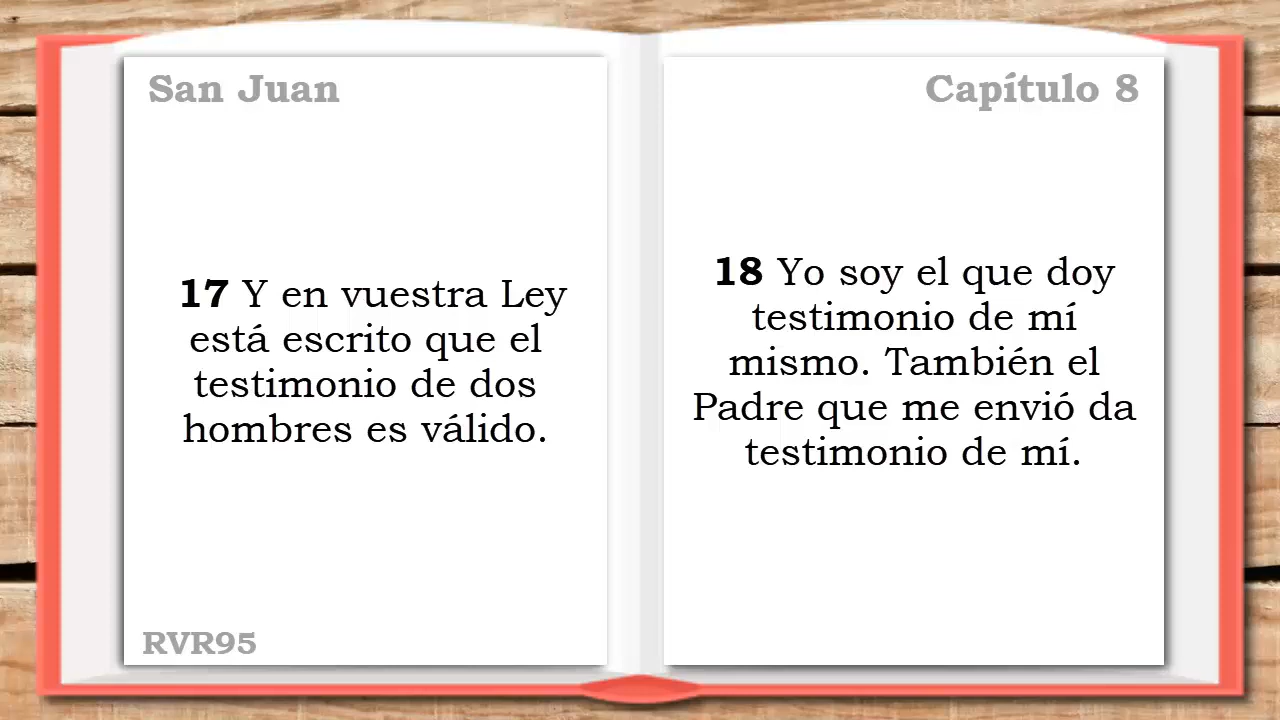 San Juan
17 Y en vuestra Ley
está escrito que el
testimonio de dos
hombres es válido.
RVR95
Capítulo 8
18 Yo soy el que doy
testimonio de mí
mismo. También el
Padre que me envió da
testimonio de mí.